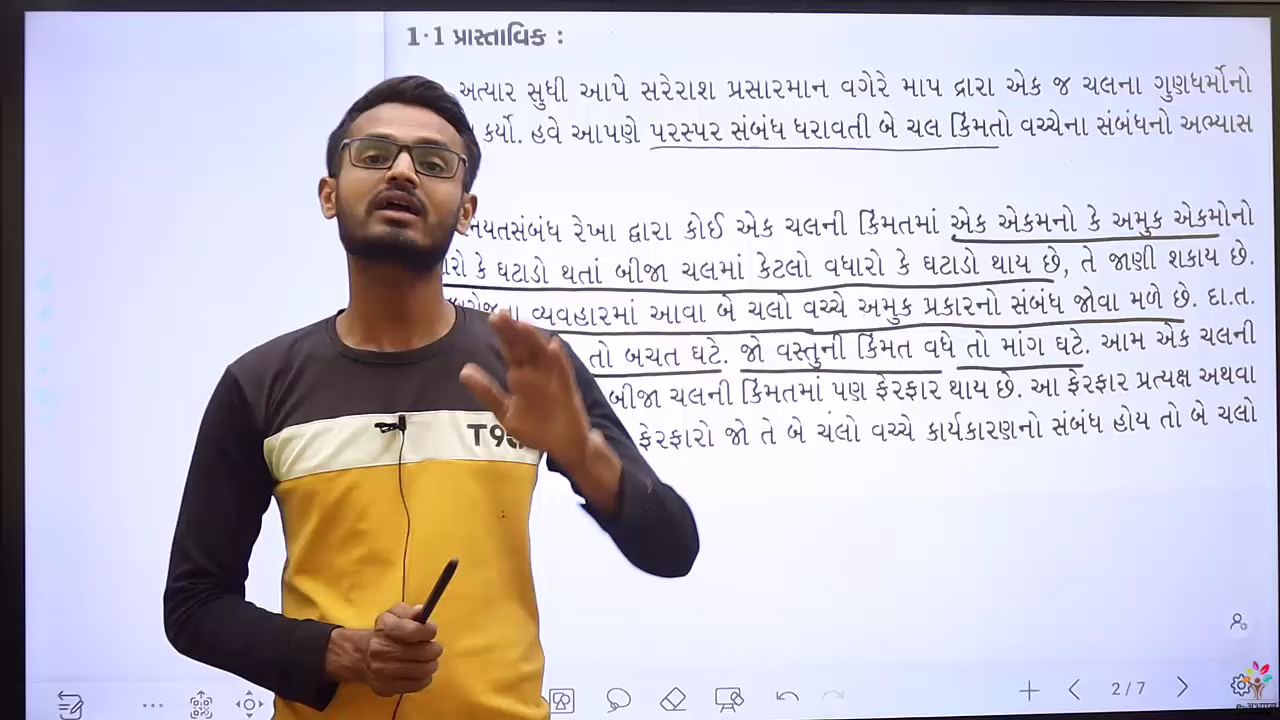 1·1 પ્રાસ્તાવિક :
અત્યાર સુધી આપે સરેરાશ પ્રસારમાન વગેરે માપ દ્વારા એક જ ચલના ગુણધર્મોનો
કર્યો. હવે આપણે પરસ્પર સંબંધ ધરાવતી બે ચલ કિંમતો વચ્ચેના સંબંધનો અભ્યાસ
રેખા દ્વારા કોઈ એક ચલની કિંમતમાં એક એકમનો કે અમુક એકમોનો
કે ઘટાડો થતાં બીજા ચલમાં કેટલો વધારો કે ઘટાડો થાય છે, તે જાણી શકાય છે.
વ્યવહારમાં આવા બે ચલો વચ્ચે અમુક પ્રકારનો સંબંધ જોવા મળે છે. દા.ત.
તો બચત ઘટે. જો વસ્તુની કિંમત વધે તો માંગ ઘટે. આમ એક ચલની
બીજા ચલની કિંમતમાં પણ ફેરફાર થાય છે. આ ફેરફાર પ્રત્યક્ષ અથવા
ફેરફારો જો તે બે ચલો વચ્ચે કાર્યકારણનો સંબંધ હોય તો બે ચલો
2/7